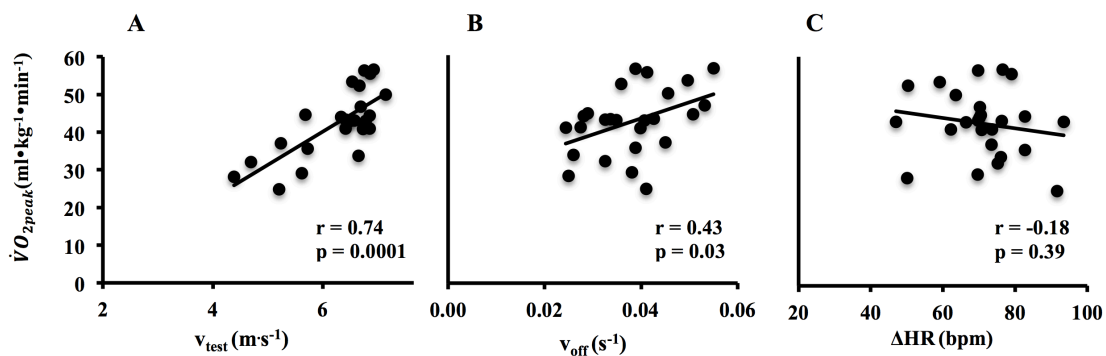 A
B
C
V̇O₂peak (ml•kg⁻¹•min⁻¹)
60
50
40
30
20
10
0
r = 0.74
p = 0.0001
r = 0.43
p = 0.03
r = -0.18
p = 0.39
2
4
6
0.00
0.02
0.04
0.06
20
40
60
80
100
v_test (m·s⁻¹)
v_off (s⁻¹)
ΔHR (bpm)